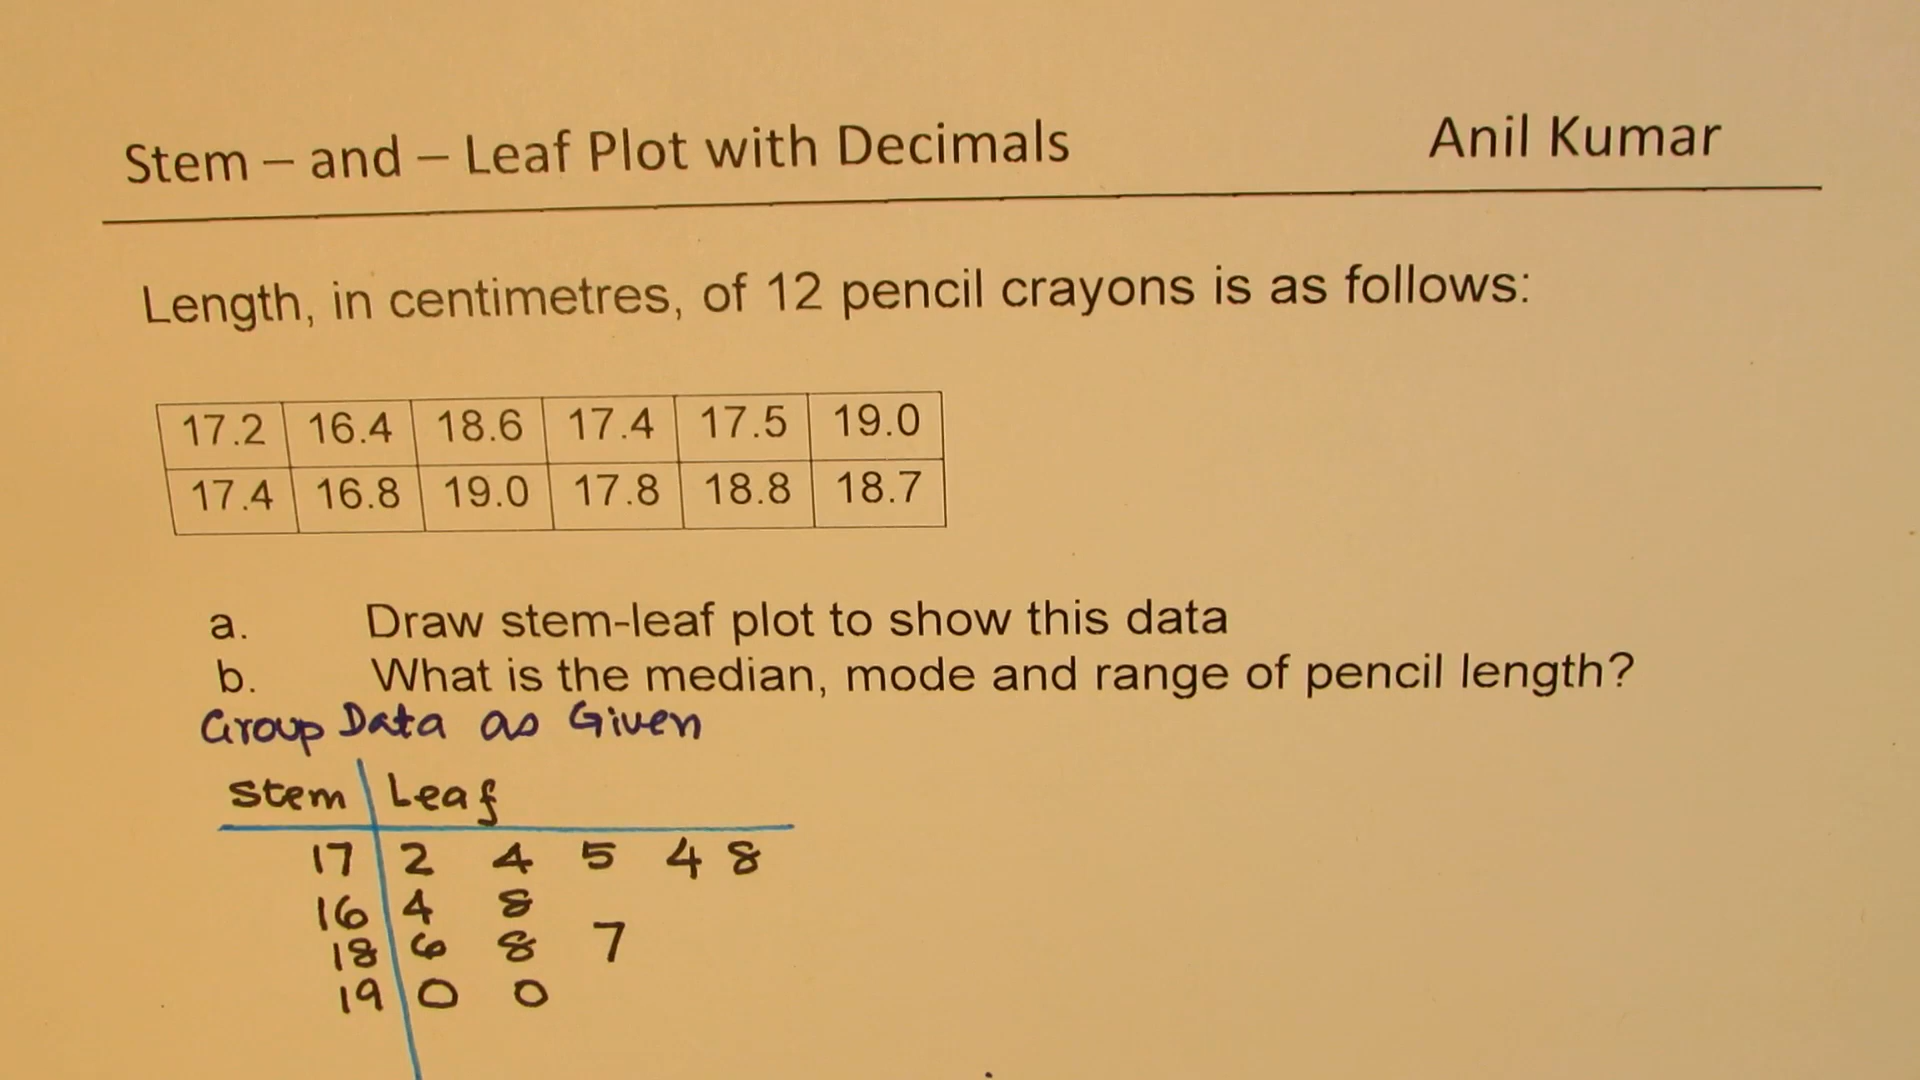 Stem – and – Leaf Plot with Decimals Anil Kumar
Length, in centimetres, of 12 pencil crayons is as follows:
17.2 16.4 18.6 17.4 17.5 19.0
17.4 16.8 19.0 17.8 18.8 18.7
a. Draw stem-leaf plot to show this data
b. What is the median, mode and range of pencil length?
Group Data as Given
Stem Leaf
17 2 4 5 4 8
16 4 8
18 6 8 7
19 0 0